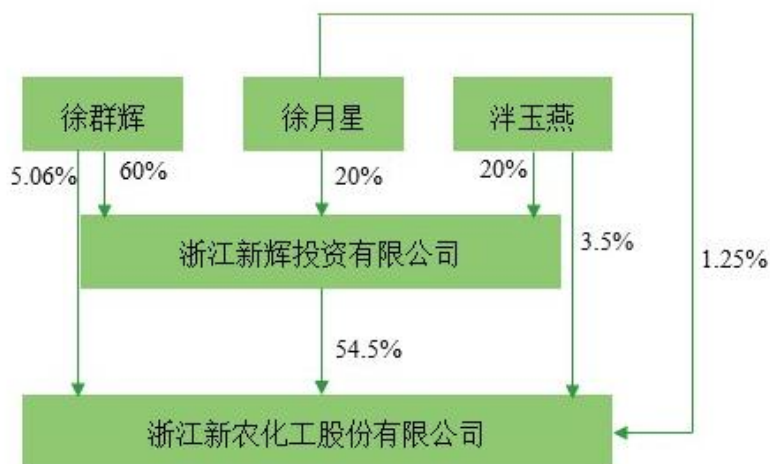 徐群辉
徐月星
泮玉燕
5.06%
60%
20%
20%
3.5%
1.25%
浙江新辉投资有限公司
54.5%
浙江新农化工股份有限公司